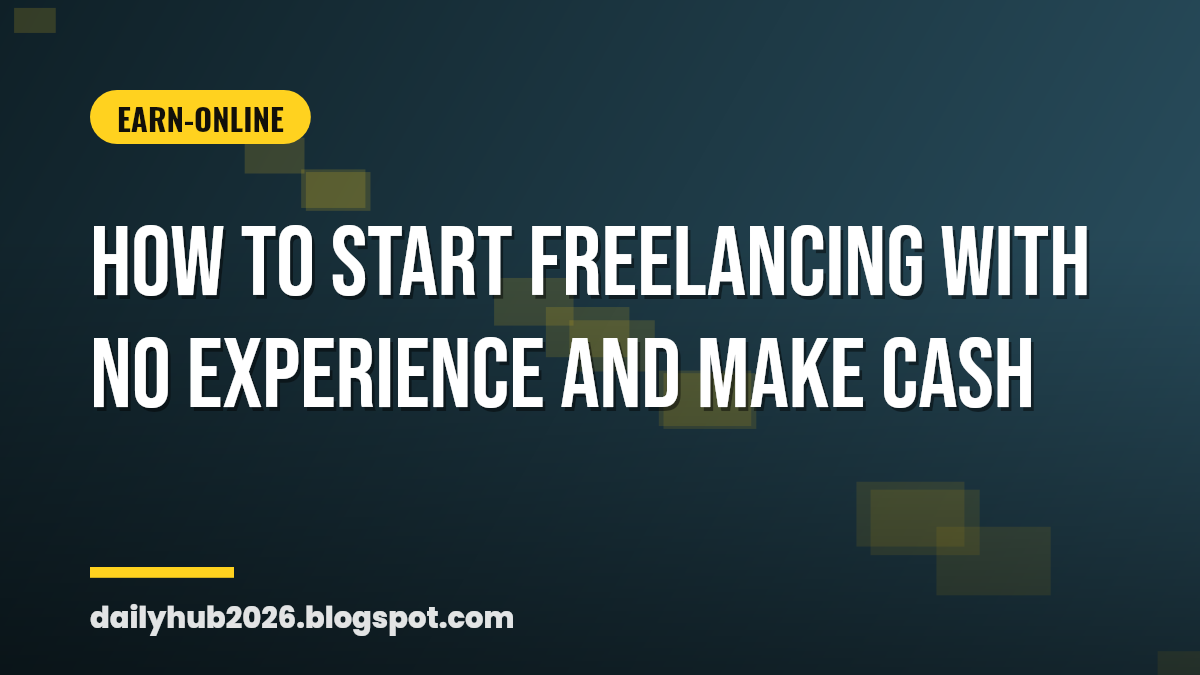 EARN-ONLINE
HOW TO START FREELANCING WITH
NO EXPERIENCE AND MAKE CASH
dailyhub2026.blogspot.com